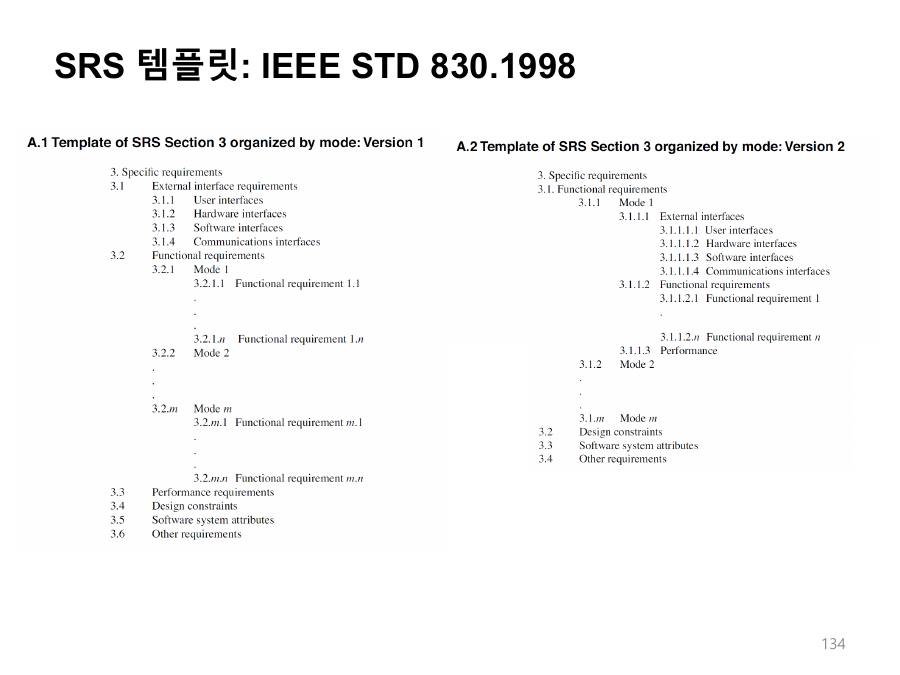 SRS 템플릿: IEEE STD 830.1998
A.1 Template of SRS Section 3 organized by mode: Version 1
3. Specific requirements
3.1 External interface requirements
3.1.1 User interfaces
3.1.2 Hardware interfaces
3.1.3 Software interfaces
3.1.4 Communications interfaces
3.2 Functional requirements
3.2.1 Mode 1
3.2.1.1 Functional requirement 1.1
.
.
.
3.2.1.n Functional requirement 1.n
3.2.2 Mode 2
.
.
.
3.2.m Mode m
3.2.m.1 Functional requirement m.1
.
.
.
3.2.m.n Functional requirement m.n
3.3 Performance requirements
3.4 Design constraints
3.5 Software system attributes
3.6 Other requirements
A.2 Template of SRS Section 3 organized by mode: Version 2
3. Specific requirements
3.1. Functional requirements
3.1.1 Mode 1
3.1.1.1 External interfaces
3.1.1.1.1 User interfaces
3.1.1.1.2 Hardware interfaces
3.1.1.1.3 Software interfaces
3.1.1.1.4 Communications interfaces
3.1.1.2 Functional requirements
3.1.1.2.1 Functional requirement 1
.
3.1.1.2.n Functional requirement n
3.1.1.3 Performance
3.1.2 Mode 2
.
.
.
3.1.m Mode m
3.2 Design constraints
3.3 Software system attributes
3.4 Other requirements
134